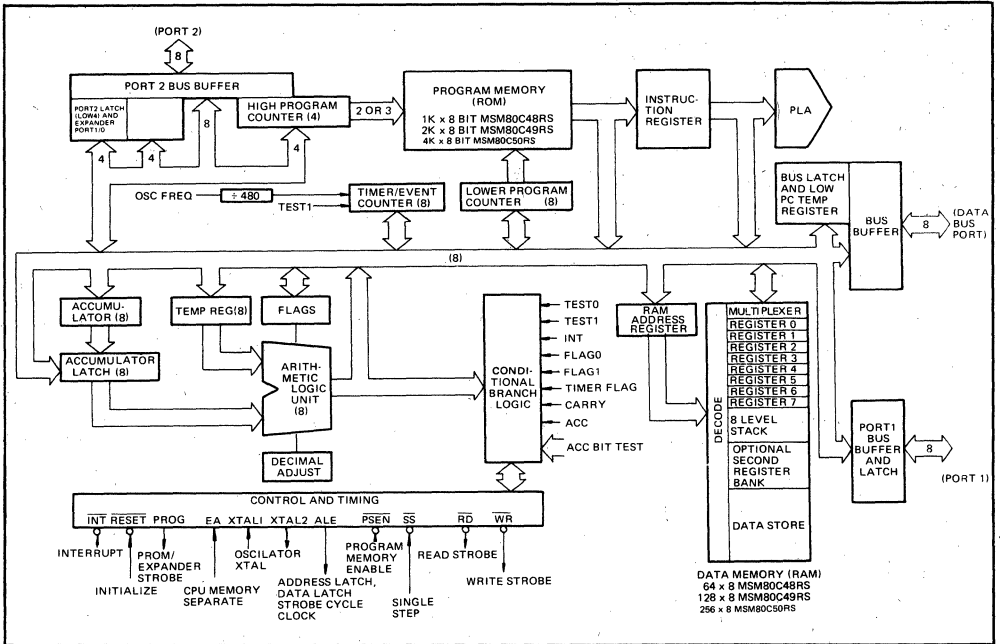 (PORT 2)
8
PORT 2 BUS BUFFER
PORT2 LATCH
(LOW4) AND
EXPANDER
PORT1/0
8
HIGH PROGRAM
COUNTER (4)
2 OR 3
4
4
4
PROGRAM MEMORY
(ROM)
1K x 8 BIT MSM80C48RS
2K x 8 BIT MSM80C49RS
4K x 8 BIT MSM80C50RS
INSTRUC-
TION
REGISTER
PLA
OSC FREQ
÷ 480
TEST1
TIMER/EVENT
COUNTER (8)
LOWER PROGRAM
COUNTER (8)
BUS LATCH
AND LOW
PC TEMP
REGISTER
BUS
BUFFER
8
(DATA
BUS
PORT)
(8)
ACCUMU-
LATOR (8)
TEMP REG(8)
FLAGS
ACCUMULATOR
LATCH (8)
ARITH-
METIC
LOGIC
UNIT
(8)
DECIMAL
ADJUST
CONDI-
TIONAL
BRANCH
LOGIC
TEST0
TEST1
INT
FLAG0
FLAG1
TIMER FLAG
CARRY
ACC
ACC BIT TEST
RAM
ADDRESS
REGISTER
DECODE
MULTIPLEXER
REGISTER 0
REGISTER 1
REGISTER 2
REGISTER 3
REGISTER 4
REGISTER 5
REGISTER 6
REGISTER 7
8 LEVEL
STACK
OPTIONAL
SECOND
REGISTER
BANK
DATA STORE
PORT1
BUS
BUFFER
AND
LATCH
8
(PORT 1)
CONTROL AND TIMING
INT RESET PROG EA XTAL1 XTAL2 ALE PSEN SS RD WR
INTERRUPT
INITIALIZE
PROM/
EXPANDER
STROBE
CPU MEMORY
SEPARATE
OSCILATOR
XTAL
ADDRESS LATCH,
DATA LATCH
STROBE CYCLE
CLOCK
PROGRAM
MEMORY
ENABLE
SINGLE
STEP
READ STROBE
WRITE STROBE
DATA MEMORY (RAM)
64 x 8 MSM80C48RS
128 x 8 MSM80C49RS
256 x 8 MSM80C50RS